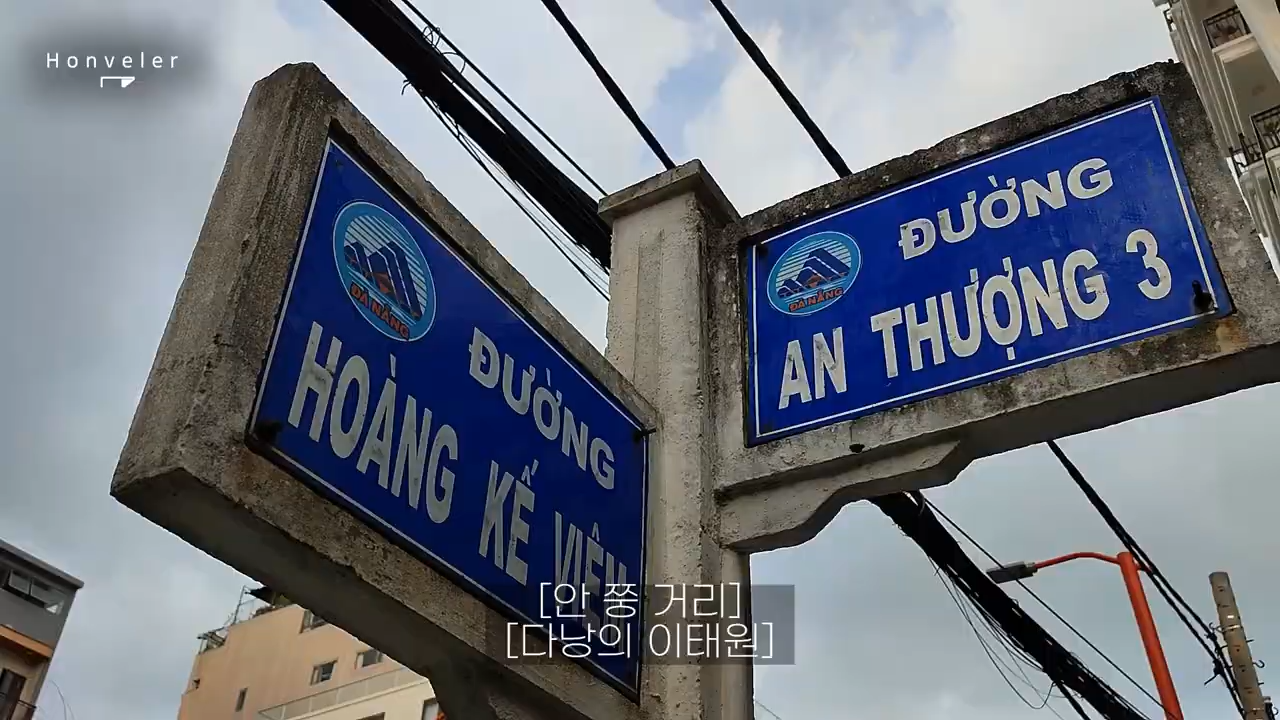 Honveler
ĐÀ NẴNG
ĐƯỜNG
HOÀNG KẾ VIÊM
ĐÀ NẴNG
ĐƯỜNG
AN THƯỢNG 3
[안 쭝 거리]
[다낭의 이태원]